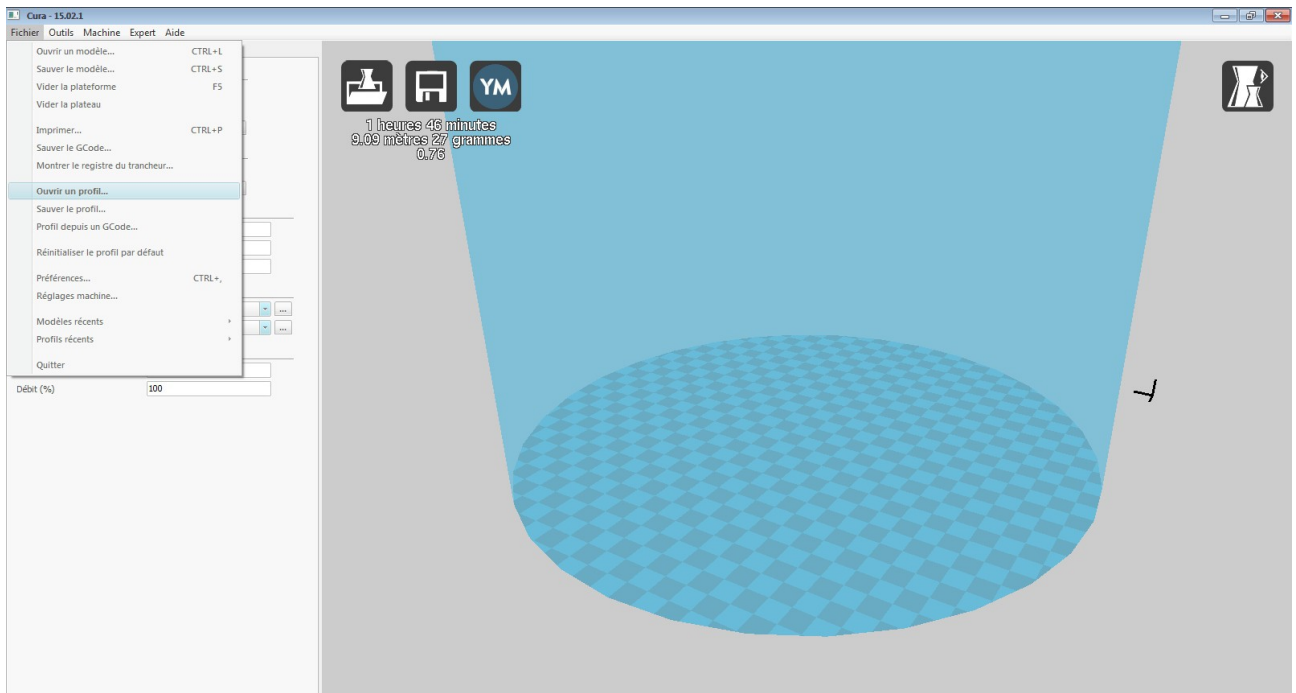 Cura - 15.02.1
Fichier Outils Machine Expert Aide
Ouvrir un modèle... CTRL+L
Sauver le modèle... CTRL+S
Vider la plateforme F5
Vider la plateau
Imprimer... CTRL+P
Sauver le GCode...
Montrer le registre du trancheur...
Ouvrir un profil...
Sauver le profil...
Profil depuis un GCode...
Réinitialiser le profil par défaut
Préférences... CTRL+,
Réglages machine...
Modèles récents
Profils récents
Quitter
...
...
Débit (%) 100
YM
1 heures 46 minutes
9.09 mètres 27 grammes
0.76